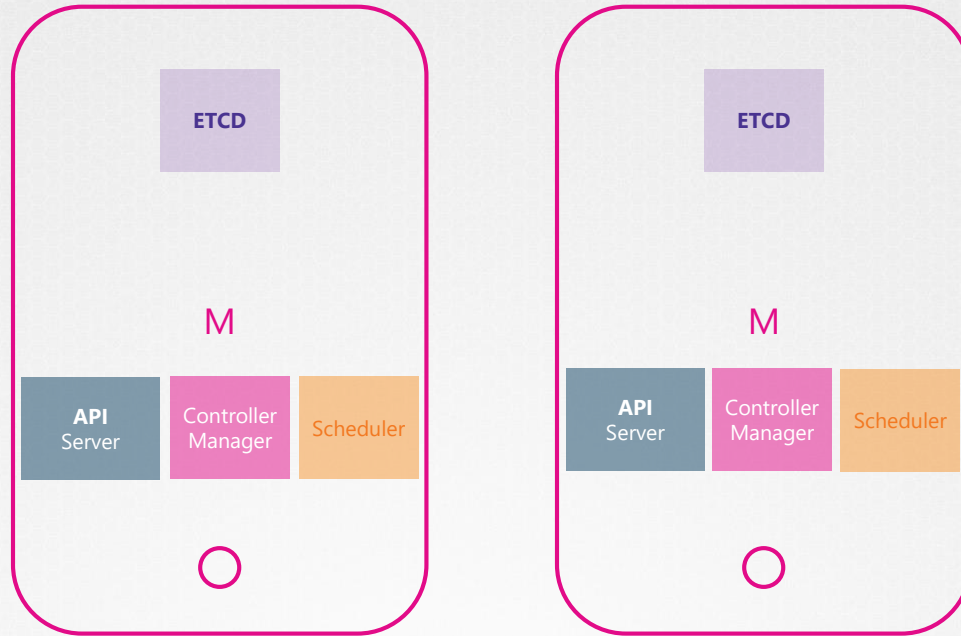 ETCD
M
API
Server
Controller
Manager
Scheduler
ETCD
M
API
Server
Controller
Manager
Scheduler